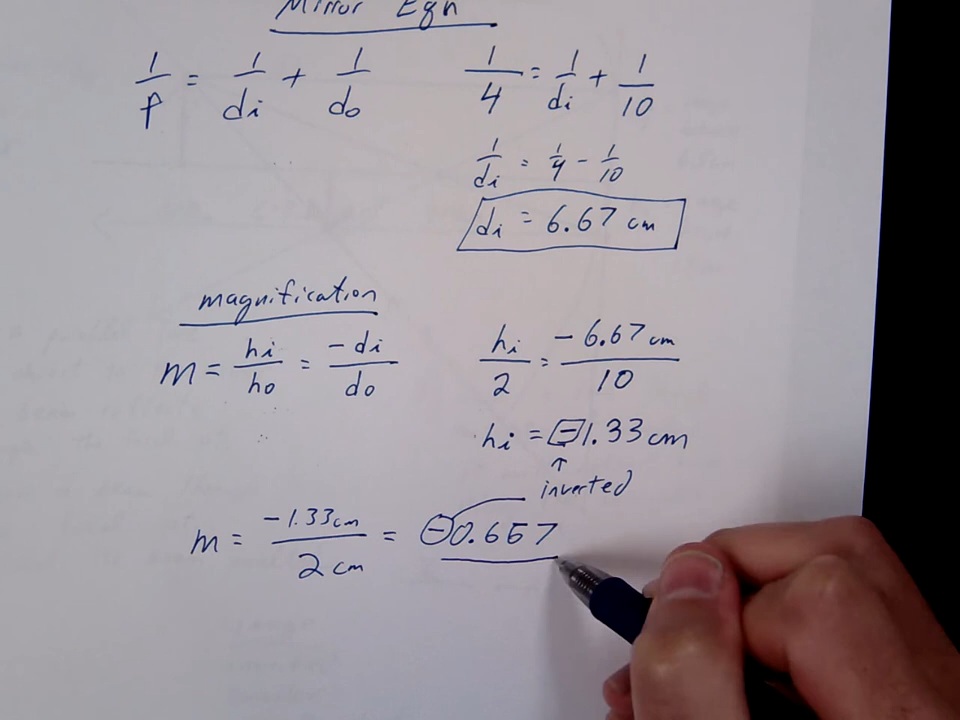 Mirror Eqn
1/f = 1/di + 1/do
1/4 = 1/di + 1/10
1/di = 1/4 - 1/10
di = 6.67 cm
magnification
m = hi/ho = -di/do
hi/2 = -6.67 cm/10
hi = -1.33 cm
↑
inverted
m = -1.33cm/2 cm = -0.667